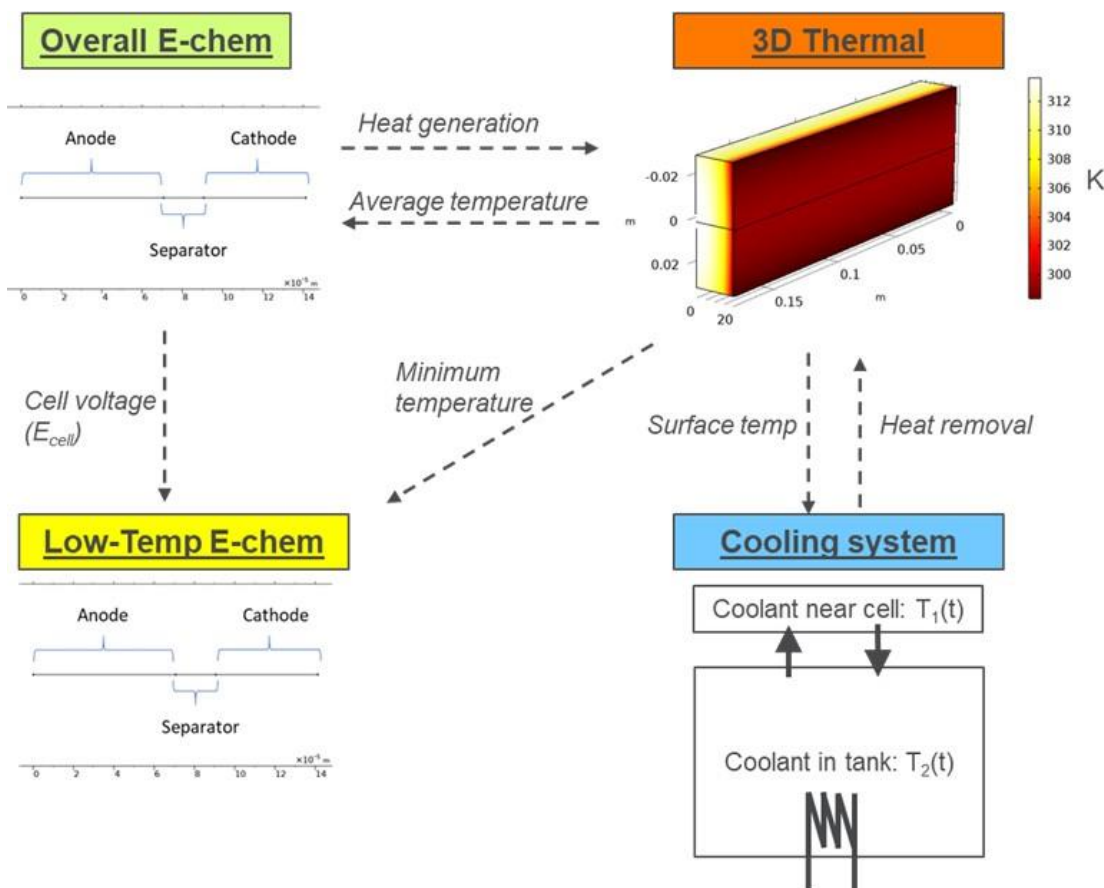 Overall E-chem
3D Thermal
Anode
Cathode
Separator
×10⁻⁵ m
0 2 4 6 8 10 12 14
Heat generation
Average temperature
-0.02
m 0
0.02
0
20
0.15
0.1
m
0.05
0
312
310
308
306
304
302
300
K
Cell voltage
(E_cell)
Minimum
temperature
Surface temp
Heat removal
Low-Temp E-chem
Anode
Cathode
Separator
×10⁻⁵ m
0 2 4 6 8 10 12 14
Cooling system
Coolant near cell: T₁(t)
Coolant in tank: T₂(t)